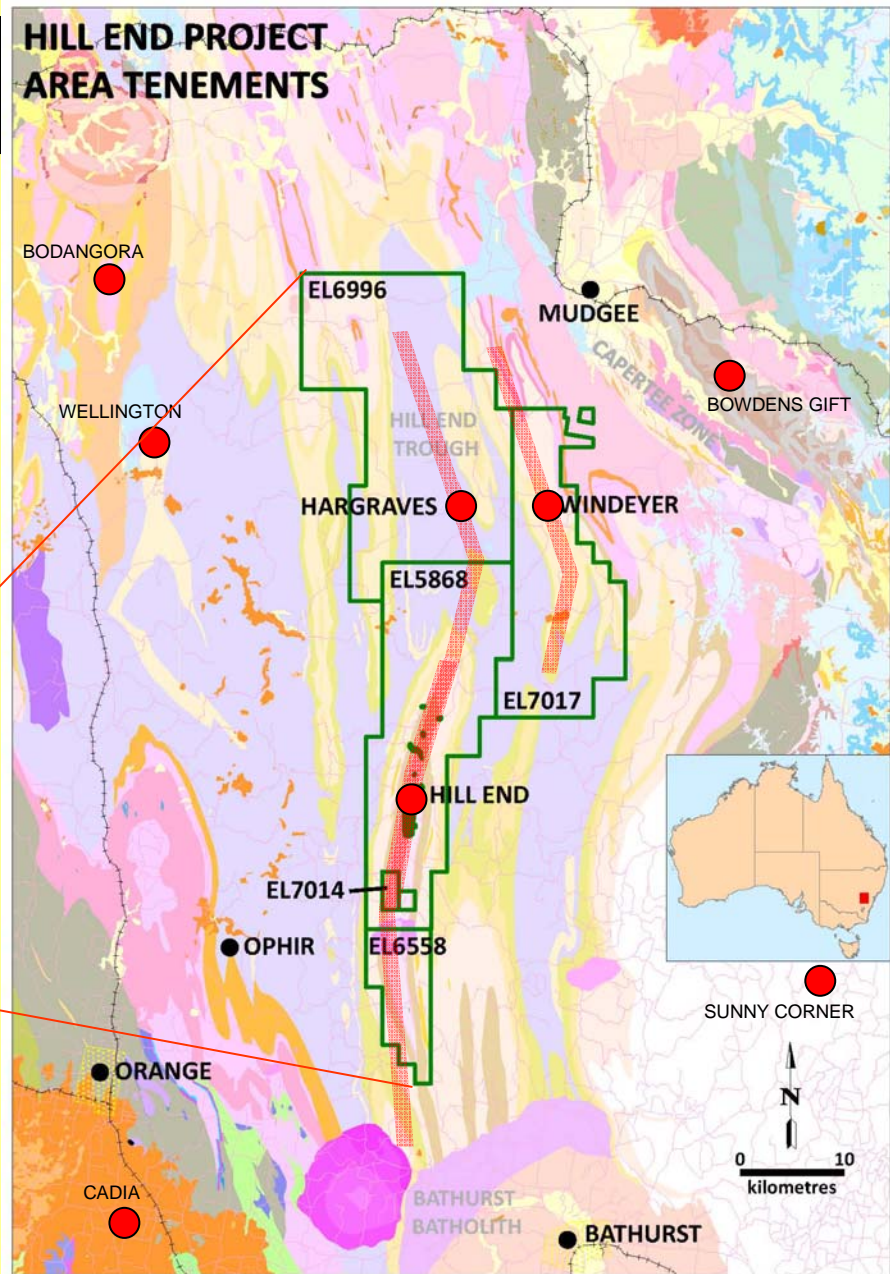 HILL END PROJECT
AREA TENEMENTS
BODANGORA
EL6996
MUDGEE
CAPERTEE ZONE
BOWDENS GIFT
WELLINGTON
HILL END
TROUGH
HARGRAVES
WINDEYER
EL5868
EL7017
HILL END
EL7014
OPHIR
EL6558
SUNNY CORNER
ORANGE
N
0 10
kilometres
CADIA
BATHURST
BATHOLITH
BATHURST